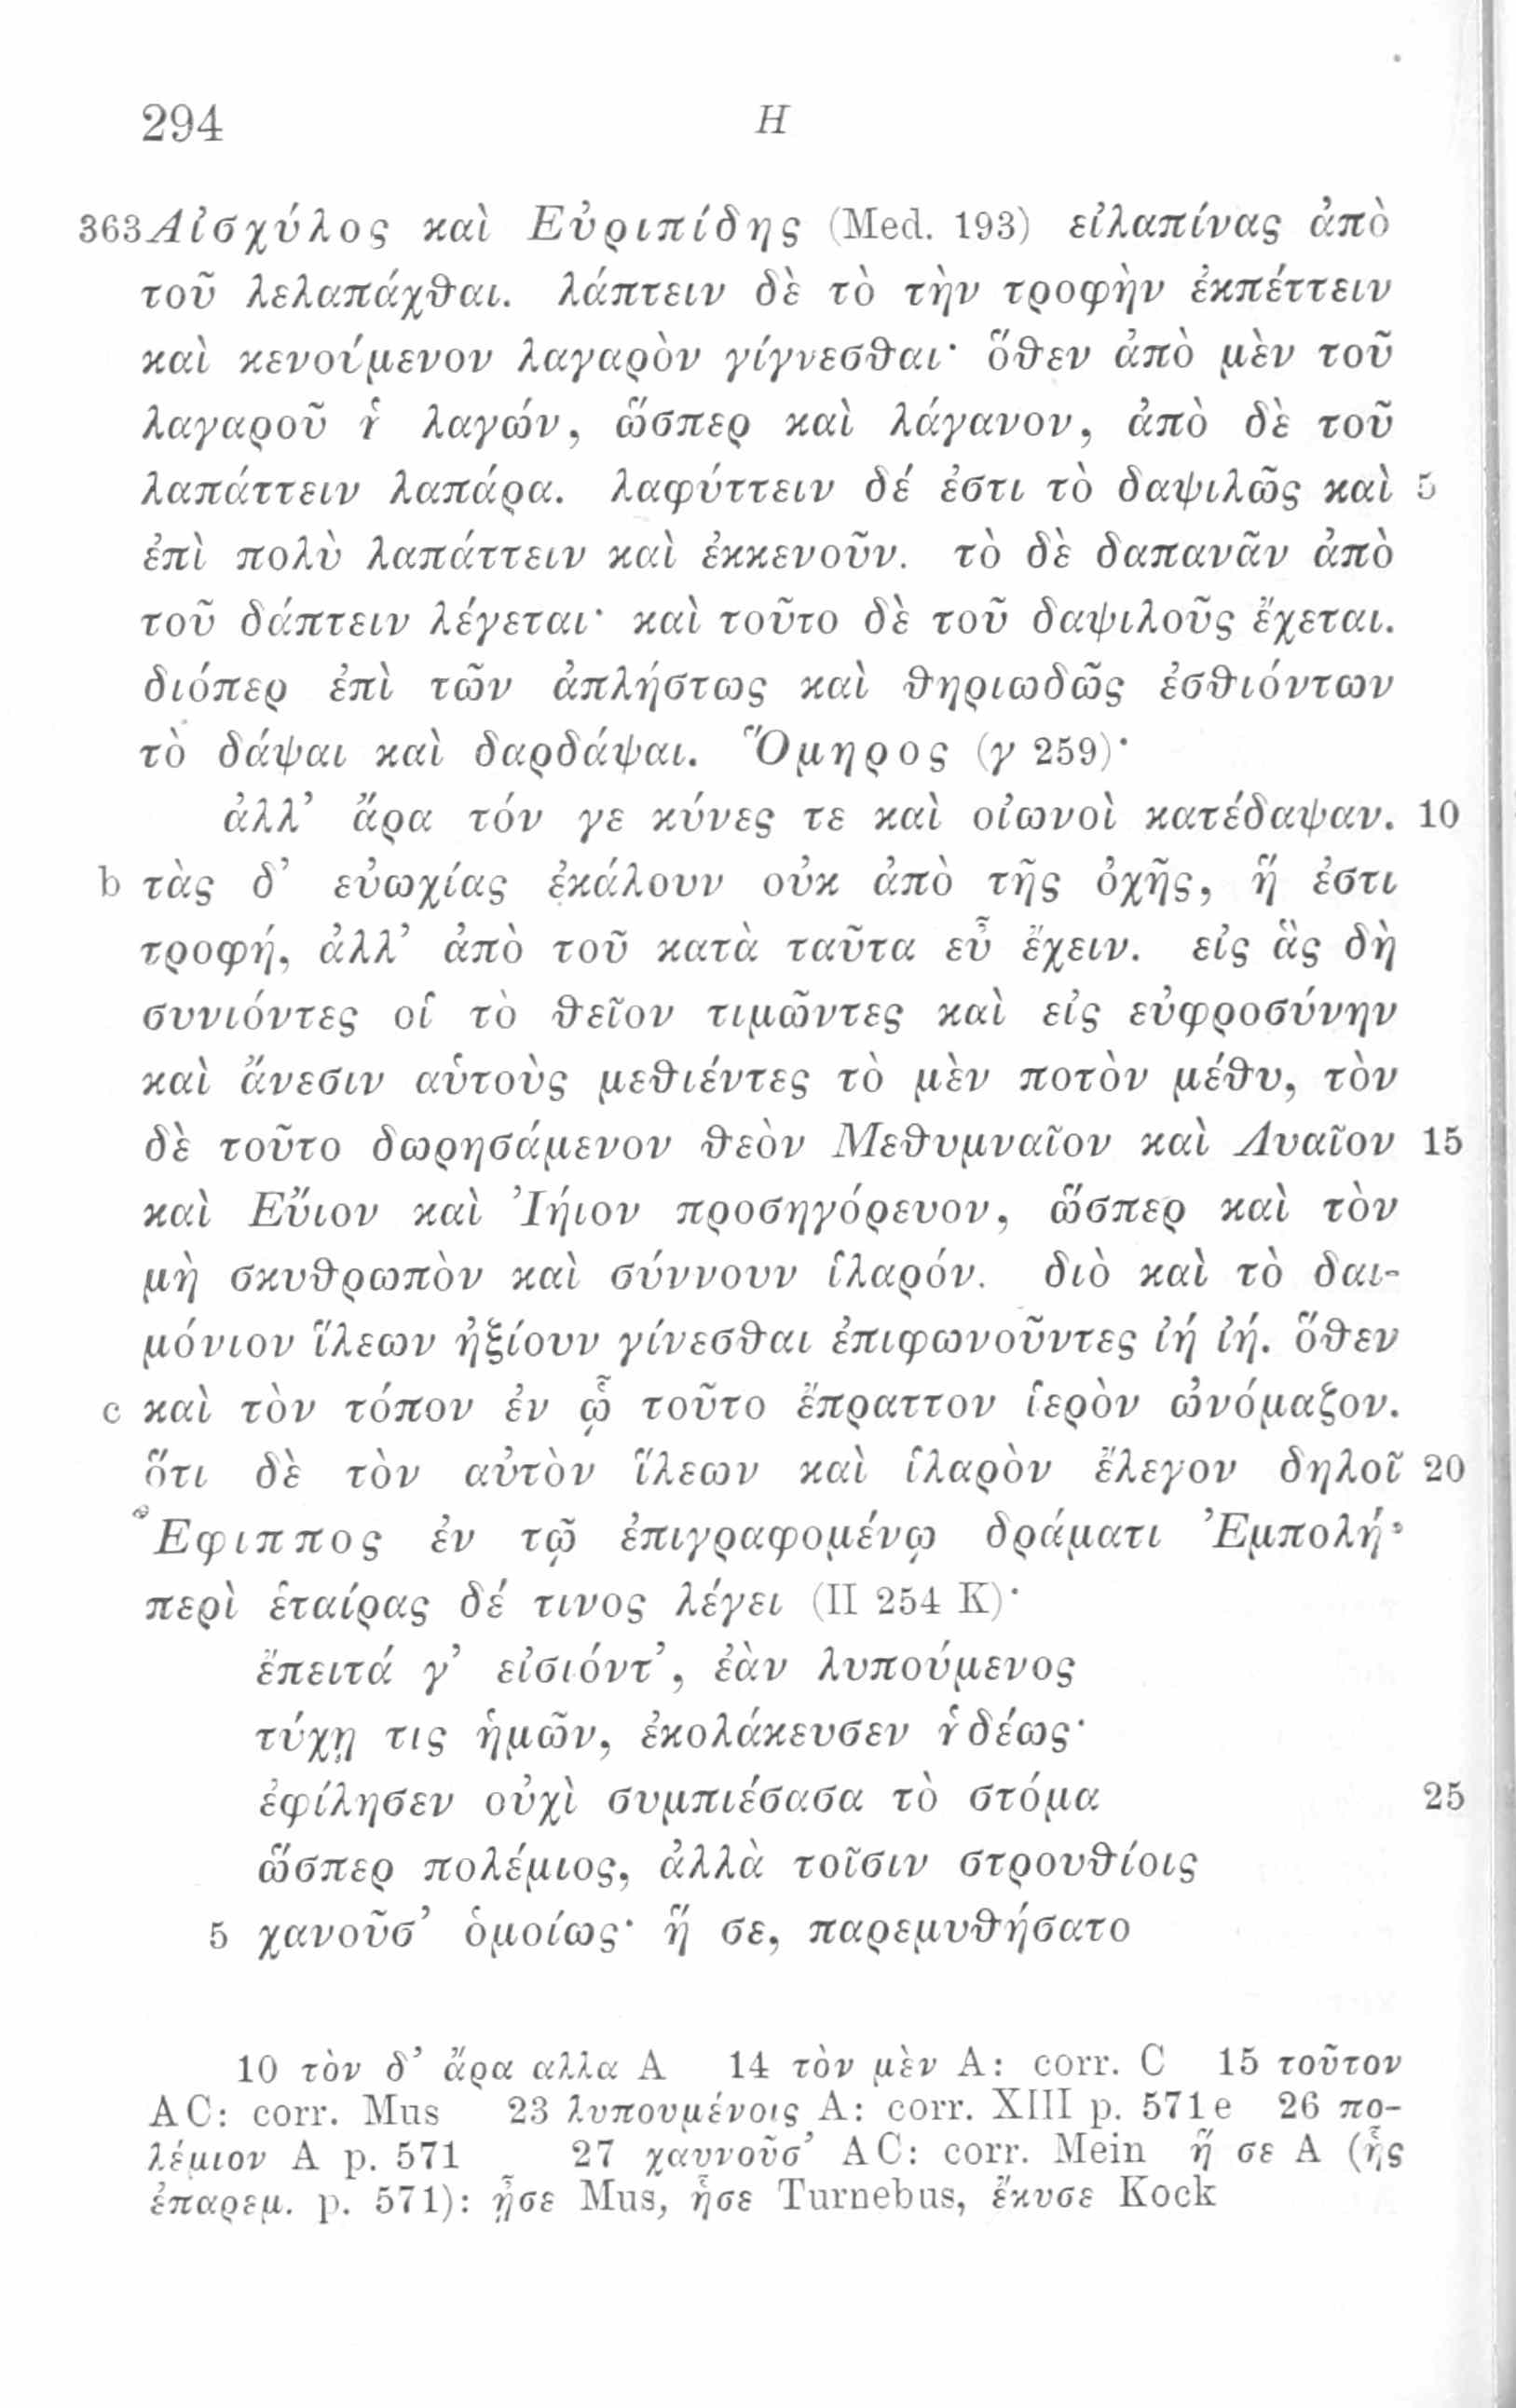 294 Η
363 Αἰσχύλος καὶ Εὐριπίδης (Med. 193) εἰλαπίνας ἀπὸ
τοῦ λελαπάχθαι. λάπτειν δὲ τὸ τὴν τροφὴν ἐκπέττειν
καὶ κενούμενον λαγαρὸν γίγνεσθαι· ὅθεν ἀπὸ μὲν τοῦ
λαγαροῦ ἡ λαγών, ὥσπερ καὶ λάγανον, ἀπὸ δὲ τοῦ
λαπάττειν λαπάρα. λαφύττειν δέ ἐστι τὸ δαψιλῶς καὶ 5
ἐπὶ πολὺ λαπάττειν καὶ ἐκκενοῦν. τὸ δὲ δαπανᾶν ἀπὸ
τοῦ δάπτειν λέγεται· καὶ τοῦτο δὲ τοῦ δαψιλοῦς ἔχεται.
διόπερ ἐπὶ τῶν ἀπλήστως καὶ θηριωδῶς ἐσθιόντων
τὸ δάψαι καὶ δαρδάψαι. Ὅμηρος (γ 259)·
ἀλλ’ ἄρα τόν γε κύνες τε καὶ οἰωνοὶ κατέδαψαν. 10
b τὰς δ’ εὐωχίας ἐκάλουν οὐκ ἀπὸ τῆς ὀχῆς, ἥ ἐστι
τροφή, ἀλλ’ ἀπὸ τοῦ κατὰ ταῦτα εὖ ἔχειν. εἰς ἃς δὴ
συνιόντες οἱ τὸ θεῖον τιμῶντες καὶ εἰς εὐφροσύνην
καὶ ἄνεσιν αὑτοὺς μεθιέντες τὸ μὲν ποτὸν μέθυ, τὸν
δὲ τοῦτο δωρησάμενον θεὸν Μεθυμναῖον καὶ Λυαῖον 15
καὶ Εὔιον καὶ Ἰήιον προσηγόρευον, ὥσπερ καὶ τὸν
μὴ σκυθρωπὸν καὶ σύννουν ἱλαρόν. διὸ καὶ τὸ δαι-
μόνιον ἵλεων ἠξίουν γίνεσθαι ἐπιφωνοῦντες ἰή ἰή. ὅθεν
c καὶ τὸν τόπον ἐν ᾧ τοῦτο ἔπραττον ἱερὸν ὠνόμαζον.
ὅτι δὲ τὸν αὐτὸν ἵλεων καὶ ἱλαρὸν ἔλεγον δηλοῖ 20
Ἔφιππος ἐν τῷ ἐπιγραφομένῳ δράματι Ἐμπολή·
περὶ ἑταίρας δέ τινος λέγει (II 254 K)·
ἔπειτά γ’ εἰσιόντ’, ἐὰν λυπούμενος
τύχῃ τις ἡμῶν, ἐκολάκευσεν ἡδέως·
ἐφίλησεν οὐχὶ συμπιέσασα τὸ στόμα 25
ὥσπερ πολέμιος, ἀλλὰ τοῖσιν στρουθίοις
5 χανοῦσ’ ὁμοίως· ἥ σε, παρεμυθήσατο
10 τὸν δ’ ἄρα αλλα A 14 τὸν μὲν A: corr. C 15 τοῦτον
AC: corr. Mus 23 λυπουμένοις A: corr. XIII p. 571e 26 πο-
λέμιον A p. 571 27 χαυνοῦσ’ AC: corr. Mein ἥ σε A (ἧς
ἐπαρεμ. p. 571): ᾖσε Mus, ἦσε Turnebus, ἔκυσε Kock